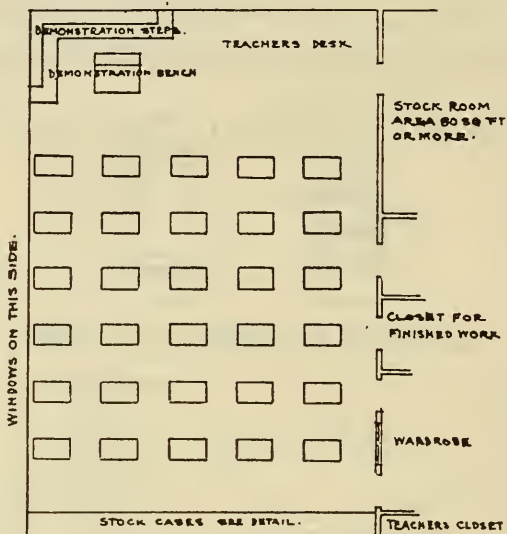 DEMONSTRATION STEPS.
TEACHERS DESK
DEMONSTRATION BENCH
STOCK ROOM
AREA 80 SQ FT
OR MORE.
WINDOWS ON THIS SIDE.
CLOSET FOR
FINISHED WORK
WARDROBE
STOCK CASES SEE DETAIL.
TEACHERS CLOSET